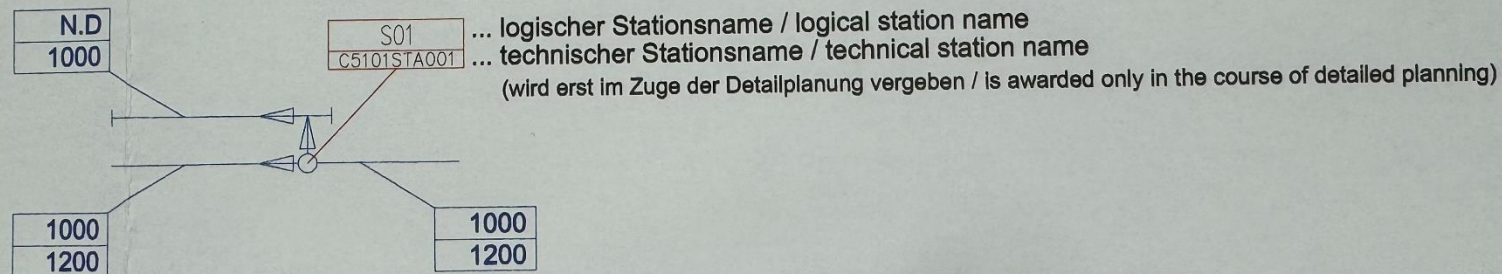 N.D
1000
S01
C5101STA001
... logischer Stationsname / logical station name
... technischer Stationsname / technical station name
(wird erst im Zuge der Detailplanung vergeben / is awarded only in the course of detailed planning)
1000
1200
1000
1200